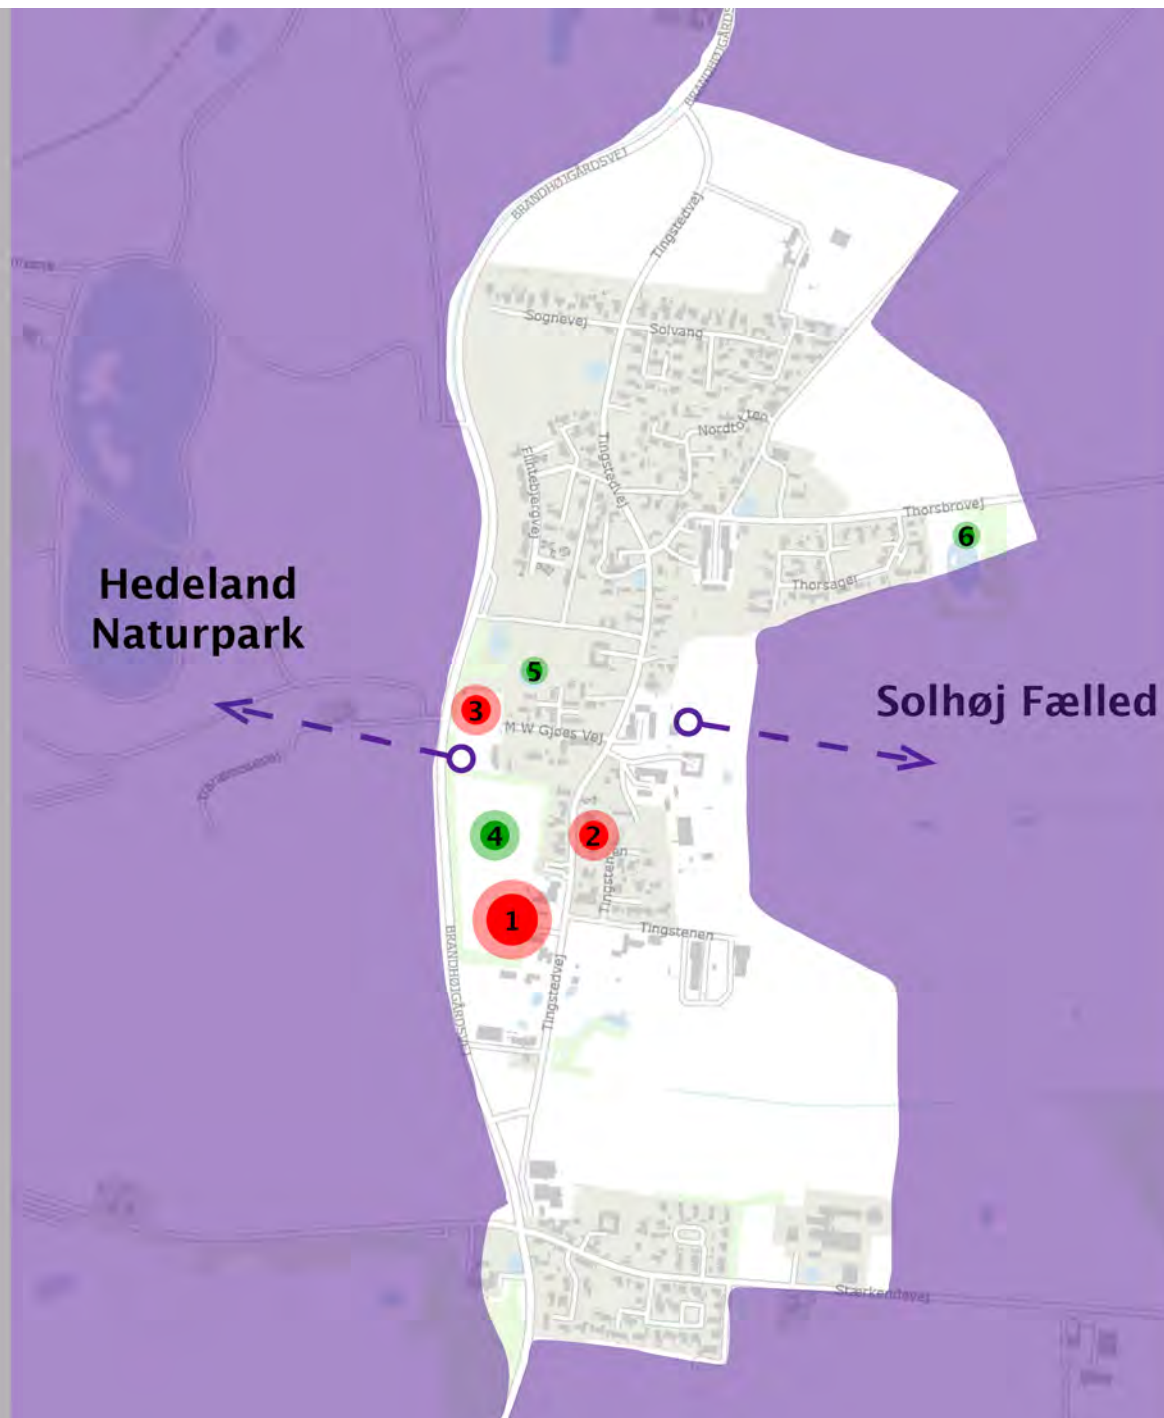 BRANDHØJGÅRDSVEJ
Tingstedvej
Sognevej
Solvang
Nordtoften
Tingstedvej
Flintebjergvej
Thorsbrovej
6
Thorsager
Hedeland
Naturpark
5
Solhøj Fælled
3
M W Gjøes Vej
4
2
Tingstenen
1
Tingstenen
BRANDHØJGÅRDSVEJ
Tingstedvej
Stærkendevej